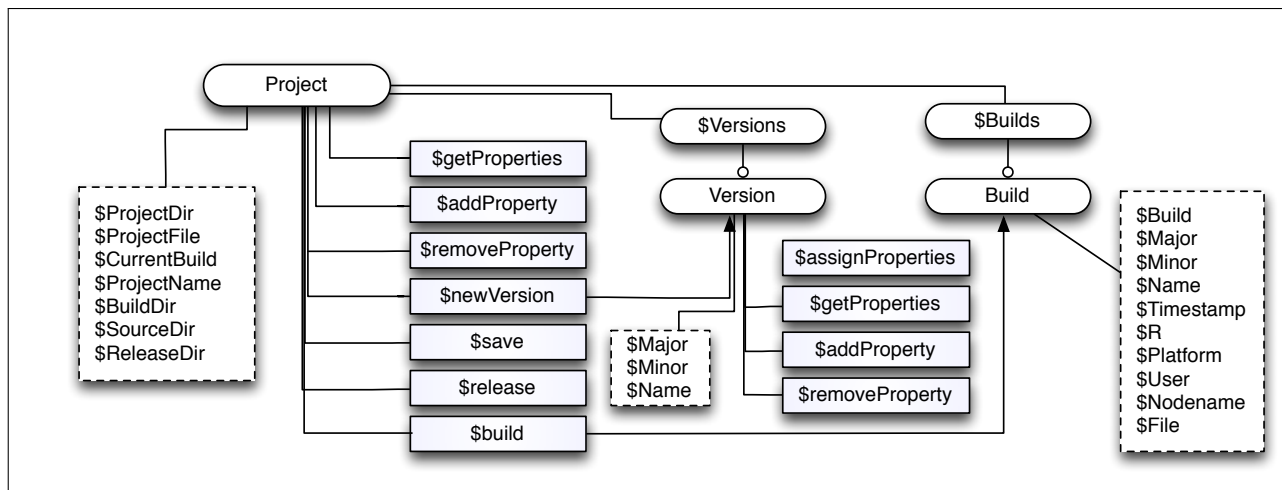 Project
$Versions
$Builds
$getProperties
$addProperty
$removeProperty
$newVersion
$save
$release
$build
Version
Build
$ProjectDir
$ProjectFile
$CurrentBuild
$ProjectName
$BuildDir
$SourceDir
$ReleaseDir
$assignProperties
$getProperties
$addProperty
$removeProperty
$Major
$Minor
$Name
$Build
$Major
$Minor
$Name
$Timestamp
$R
$Platform
$User
$Nodename
$File